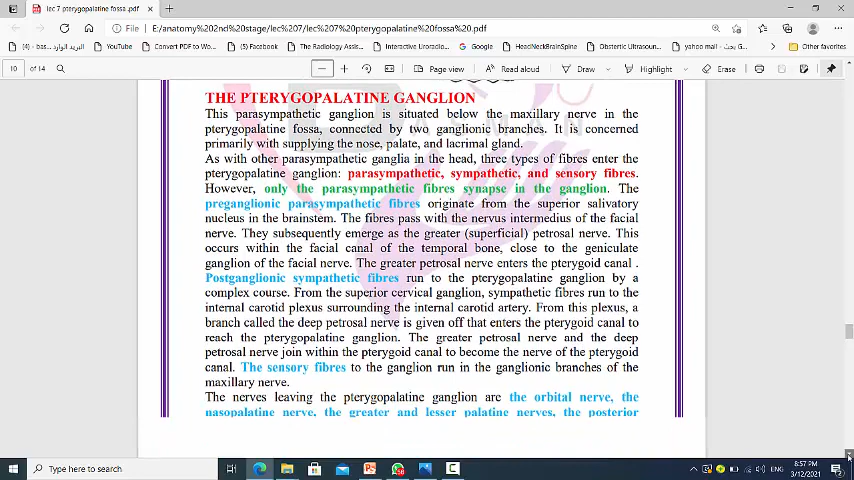 lec 7 pterygopalatine fossa .pdf
File E:/anatomy%202nd%20stage/lec%207/lec%207%20pterygopalatine%20fossa%20.pdf
YouTube Convert PDF to Wor... (5) Facebook The Radiology Assis... Interactive Uroradio... Google HeadNeckBrainSpine Obstertic Ultrasoun... yahoo mail - بحث G... Other favorites
10 of 14 Page view Read aloud Draw Highlight Erase
THE PTERYGOPALATINE GANGLION
This parasympathetic ganglion is situated below the maxillary nerve in the
pterygopalatine fossa, connected by two ganglionic branches. It is concerned
primarily with supplying the nose, palate, and lacrimal gland.
As with other parasympathetic ganglia in the head, three types of fibres enter the
pterygopalatine ganglion: parasympathetic, sympathetic, and sensory fibres.
However, only the parasympathetic fibres synapse in the ganglion. The
preganglionic parasympathetic fibres originate from the superior salivatory
nucleus in the brainstem. The fibres pass with the nervus intermedius of the facial
nerve. They subsequently emerge as the greater (superficial) petrosal nerve. This
occurs within the facial canal of the temporal bone, close to the geniculate
ganglion of the facial nerve. The greater petrosal nerve enters the pterygoid canal .
Postganglionic sympathetic fibres run to the pterygopalatine ganglion by a
complex course. From the superior cervical ganglion, sympathetic fibres run to the
internal carotid plexus surrounding the internal carotid artery. From this plexus, a
branch called the deep petrosal nerve is given off that enters the pterygoid canal to
reach the pterygopalatine ganglion. The greater petrosal nerve and the deep
petrosal nerve join within the pterygoid canal to become the nerve of the pterygoid
canal. The sensory fibres to the ganglion run in the ganglionic branches of the
maxillary nerve.
The nerves leaving the pterygopalatine ganglion are the orbital nerve, the
nasopalatine nerve, the greater and lesser palatine nerves, the posterior
Type here to search
ENG
8:57 PM
3/12/2021